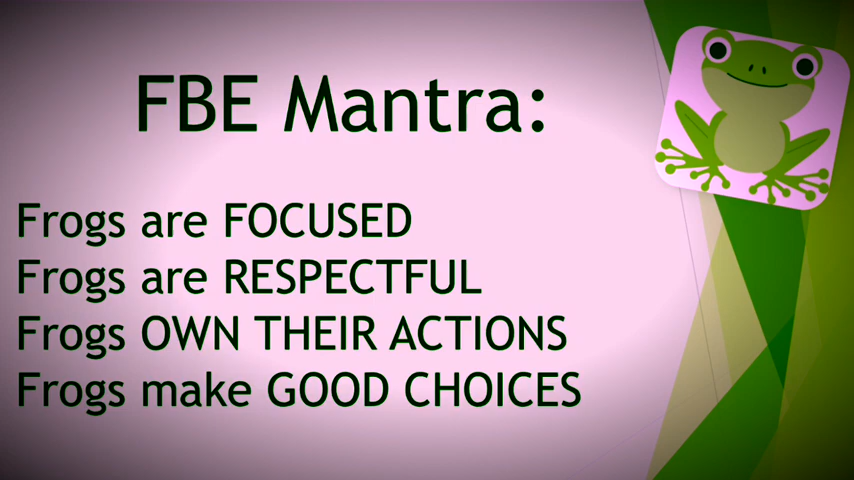 FBE Mantra:
Frogs are FOCUSED
Frogs are RESPECTFUL
Frogs OWN THEIR ACTIONS
Frogs make GOOD CHOICES